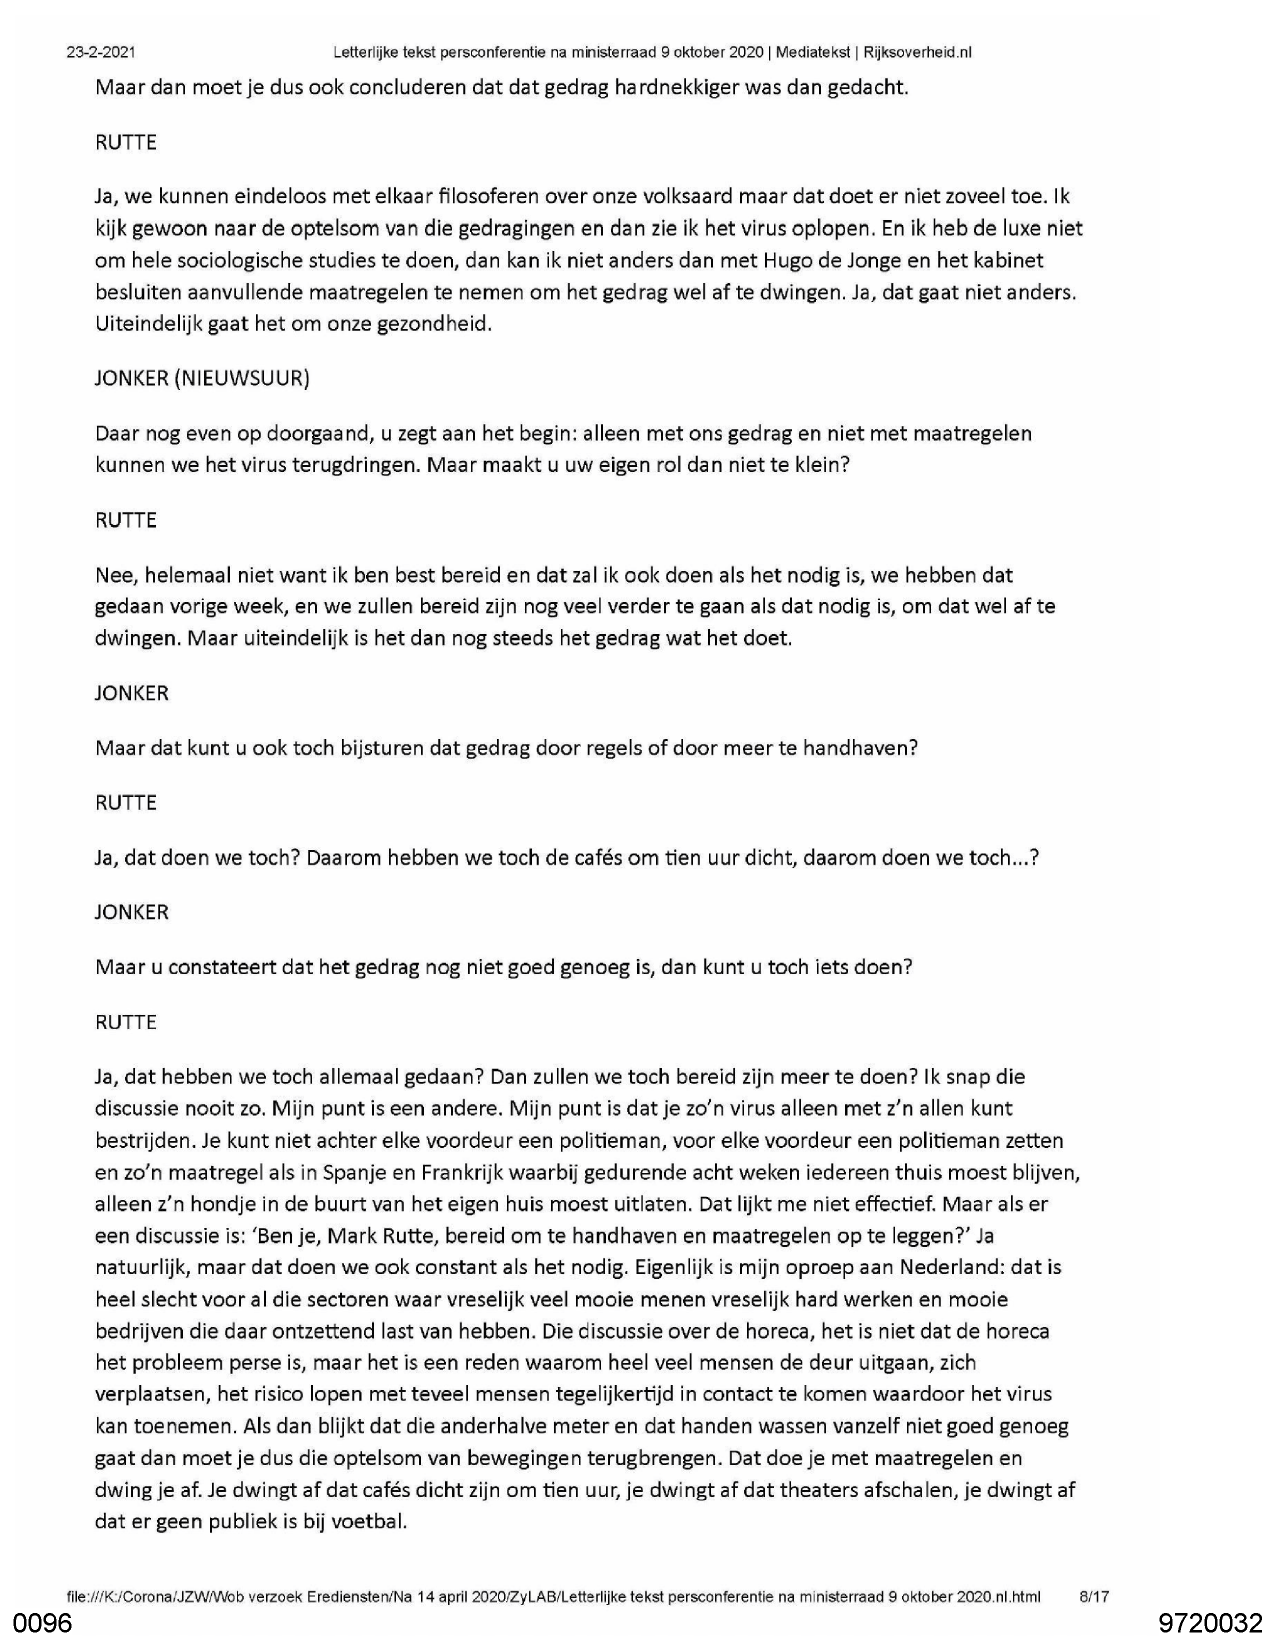 23-2-2021 Letterlijke tekst persconferentie na ministerraad 9 oktober 2020 | Mediatekst | Rijksoverheid.nl
Maar dan moet je dus ook concluderen dat dat gedrag hardnekkiger was dan gedacht.
RUTTE
Ja, we kunnen eindeloos met elkaar filosoferen over onze volksaard maar dat doet er niet zoveel toe. Ik
kijk gewoon naar de optelsom van die gedragingen en dan zie ik het virus oplopen. En ik heb de luxe niet
om hele sociologische studies te doen, dan kan ik niet anders dan met Hugo de Jonge en het kabinet
besluiten aanvullende maatregelen te nemen om het gedrag wel af te dwingen. Ja, dat gaat niet anders.
Uiteindelijk gaat het om onze gezondheid.
JONKER (NIEUWSUUR)
Daar nog even op doorgaand, u zegt aan het begin: alleen met ons gedrag en niet met maatregelen
kunnen we het virus terugdringen. Maar maakt u uw eigen rol dan niet te klein?
RUTTE
Nee, helemaal niet want ik ben best bereid en dat zal ik ook doen als het nodig is, we hebben dat
gedaan vorige week, en we zullen bereid zijn nog veel verder te gaan als dat nodig is, om dat wel af te
dwingen. Maar uiteindelijk is het dan nog steeds het gedrag wat het doet.
JONKER
Maar dat kunt u ook toch bijsturen dat gedrag door regels of door meer te handhaven?
RUTTE
Ja, dat doen we toch? Daarom hebben we toch de cafés om tien uur dicht, daarom doen we toch...?
JONKER
Maar u constateert dat het gedrag nog niet goed genoeg is, dan kunt u toch iets doen?
RUTTE
Ja, dat hebben we toch allemaal gedaan? Dan zullen we toch bereid zijn meer te doen? Ik snap die
discussie nooit zo. Mijn punt is een andere. Mijn punt is dat je zo’n virus alleen met z’n allen kunt
bestrijden. Je kunt niet achter elke voordeur een politieman, voor elke voordeur een politieman zetten
en zo’n maatregel als in Spanje en Frankrijk waarbij gedurende acht weken iedereen thuis moest blijven,
alleen z’n hondje in de buurt van het eigen huis moest uitlaten. Dat lijkt me niet effectief. Maar als er
een discussie is: ‘Ben je, Mark Rutte, bereid om te handhaven en maatregelen op te leggen?’ Ja
natuurlijk, maar dat doen we ook constant als het nodig. Eigenlijk is mijn oproep aan Nederland: dat is
heel slecht voor al die sectoren waar vreselijk veel mooie menen vreselijk hard werken en mooie
bedrijven die daar ontzettend last van hebben. Die discussie over de horeca, het is niet dat de horeca
het probleem perse is, maar het is een reden waarom heel veel mensen de deur uitgaan, zich
verplaatsen, het risico lopen met teveel mensen tegelijkertijd in contact te komen waardoor het virus
kan toenemen. Als dan blijkt dat die anderhalve meter en dat handen wassen vanzelf niet goed genoeg
gaat dan moet je dus die optelsom van bewegingen terugbrengen. Dat doe je met maatregelen en
dwing je af. Je dwingt af dat cafés dicht zijn om tien uur, je dwingt af dat theaters afschalen, je dwingt af
dat er geen publiek is bij voetbal.
file:///K:/Corona/JZW/Wob verzoek Erediensten/Na 14 april 2020/ZyLAB/Letterlijke tekst persconferentie na ministerraad 9 oktober 2020.nl.html 8/17
0096 9720032